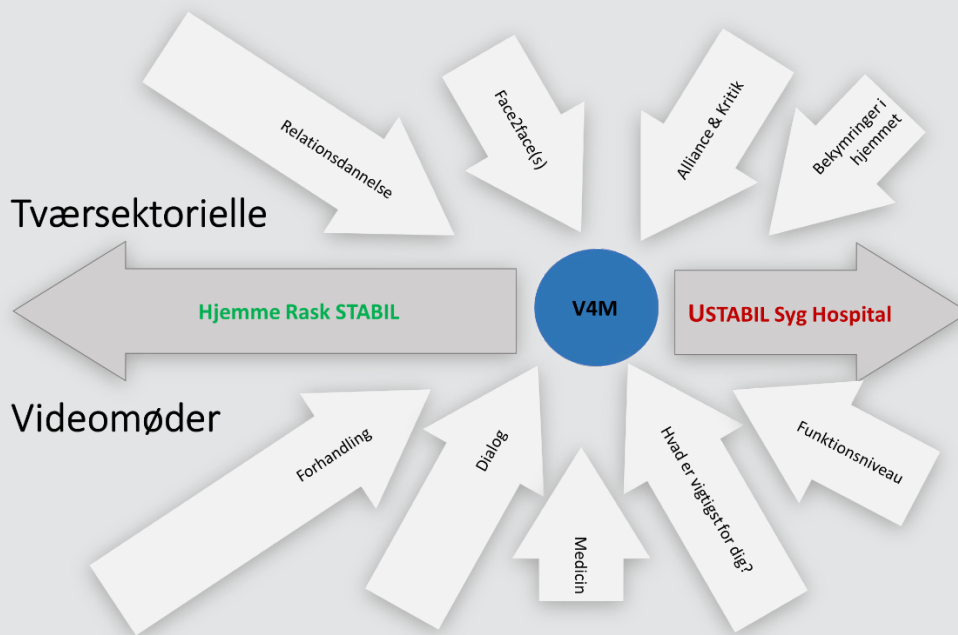 Relationsdannelse
Face2face(s)
Alliance & Kritik
Bekymringer i
hjemmet
Tværsektorielle
Hjemme Rask STABIL
V4M
USTABIL Syg Hospital
Videomøder
Forhandling
Dialog
Medicin
Hvad er vigtigst for dig?
Funktionsniveau